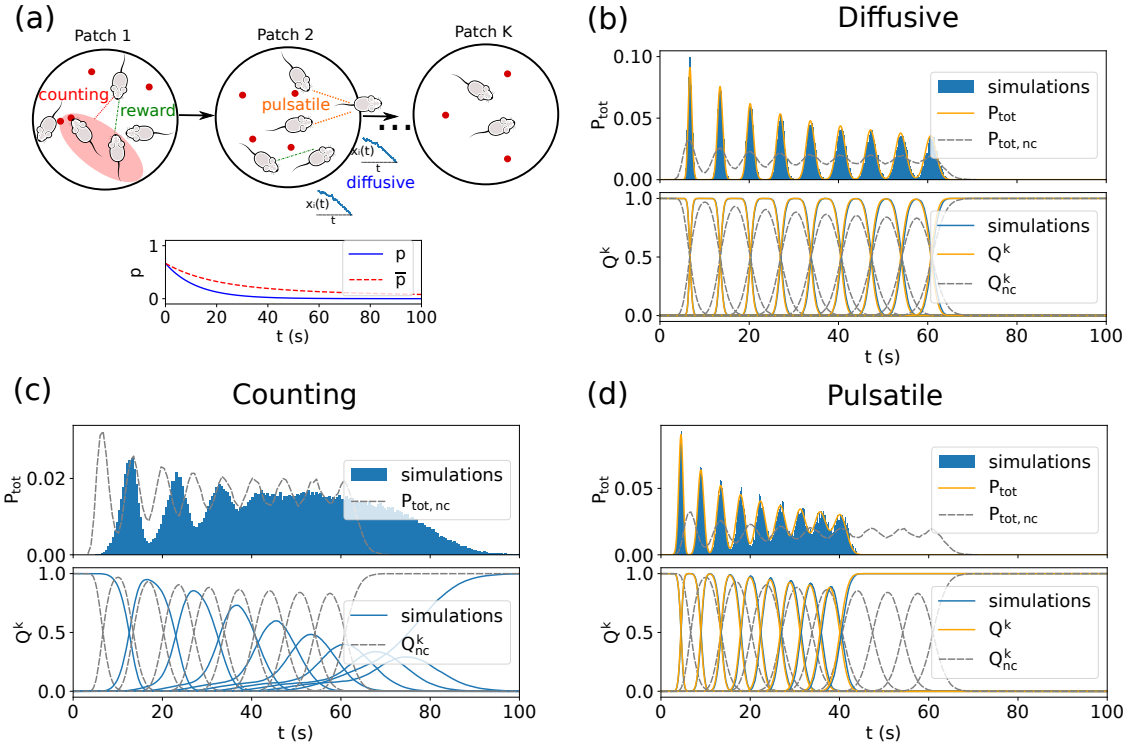 (a)
Patch 1
Patch 2
Patch K
counting
reward
pulsatile
...
xᵢ(t)
t
diffusive
xᵢ(t)
t
1
0
p
p
p̅
0 20 40 60 80 100
t (s)
(b) Diffusive
0.10
0.05
0.00
P_tot
simulations
P_tot
P_tot, nc
1.0
0.5
0.0
Q^k
simulations
Q^k
Q^k_nc
0 20 40 60 80 100
t (s)
(c) Counting
0.02
0.00
P_tot
simulations
P_tot, nc
1.0
0.5
0.0
Q^k
simulations
Q^k_nc
0 20 40 60 80 100
t (s)
(d) Pulsatile
0.05
0.00
P_tot
simulations
P_tot
P_tot, nc
1.0
0.5
0.0
Q^k
simulations
Q^k
Q^k_nc
0 20 40 60 80 100
t (s)